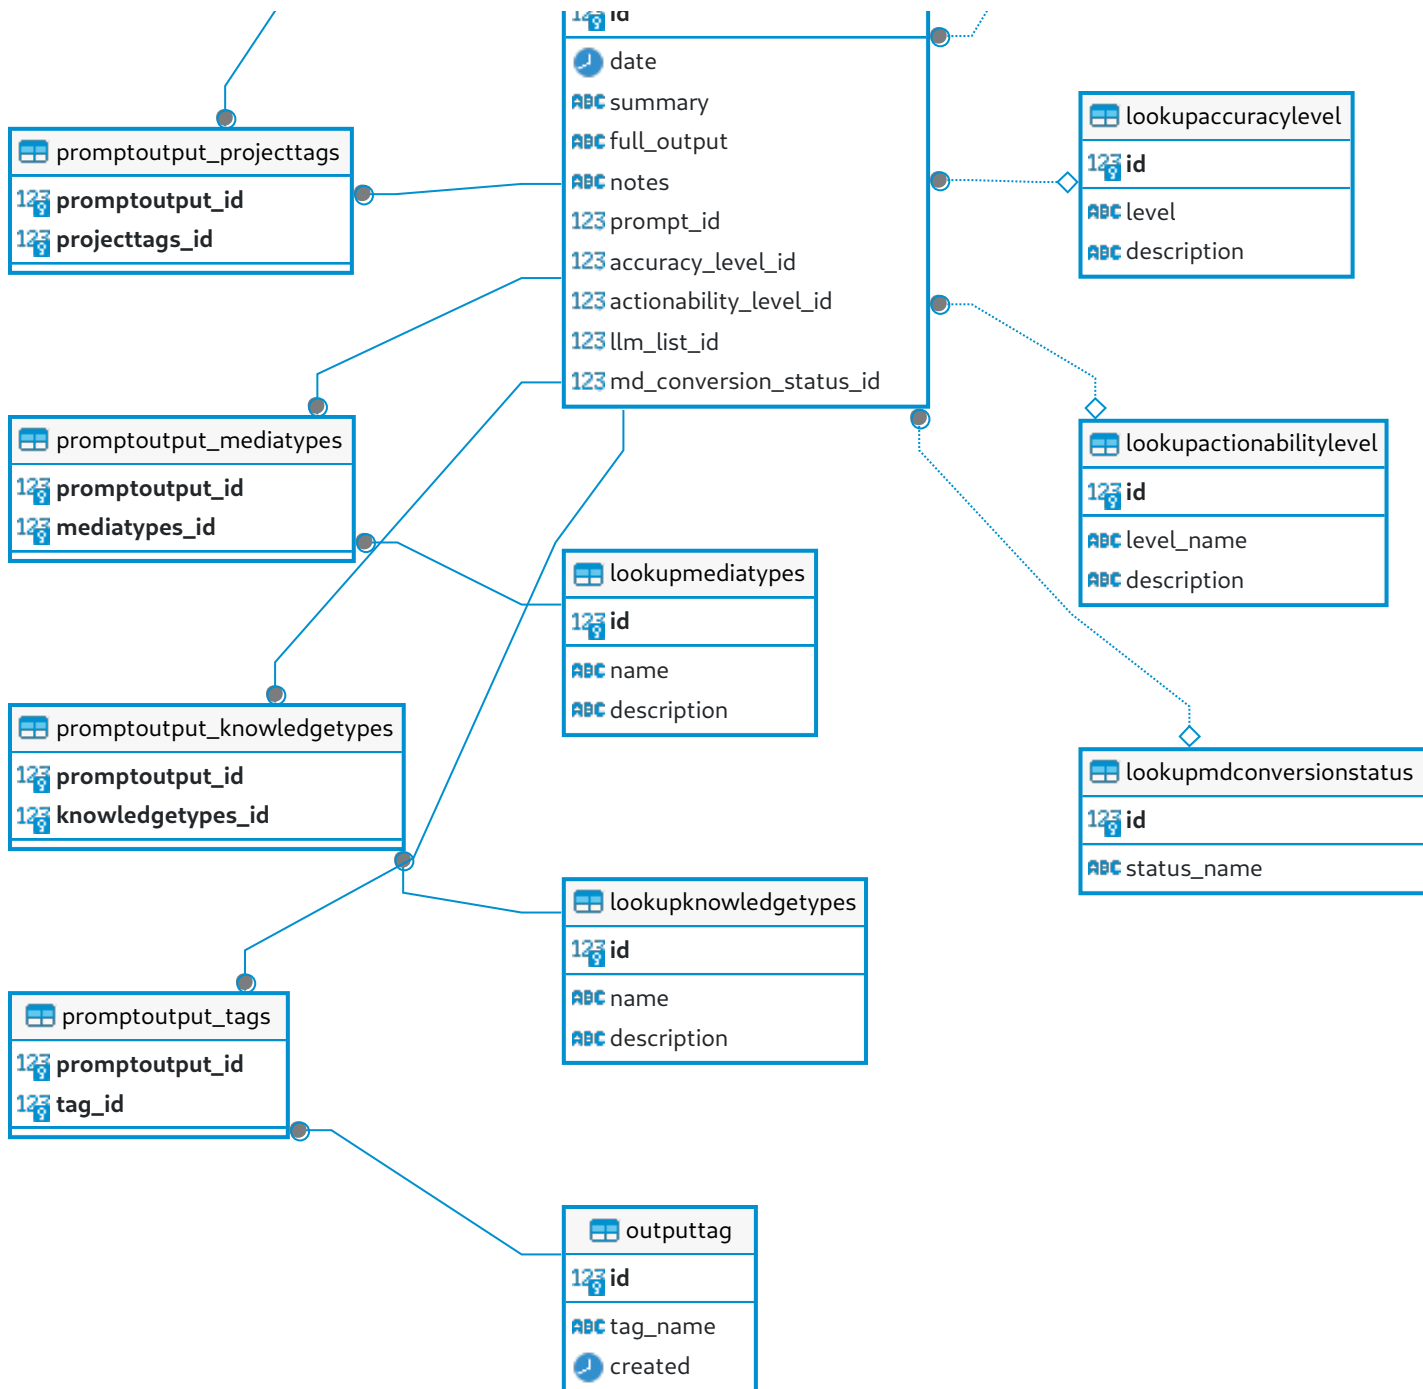 id
date
summary
full_output
notes
prompt_id
accuracy_level_id
actionability_level_id
llm_list_id
md_conversion_status_id
promptoutput_projecttags
promptoutput_id
projecttags_id
lookupaccuracylevel
id
level
description
promptoutput_mediatypes
promptoutput_id
mediatypes_id
lookupactionabilitylevel
id
level_name
description
lookupmediatypes
id
name
description
promptoutput_knowledgetypes
promptoutput_id
knowledgetypes_id
lookupmdconversionstatus
id
status_name
lookupknowledgetypes
id
name
description
promptoutput_tags
promptoutput_id
tag_id
outputtag
id
tag_name
created